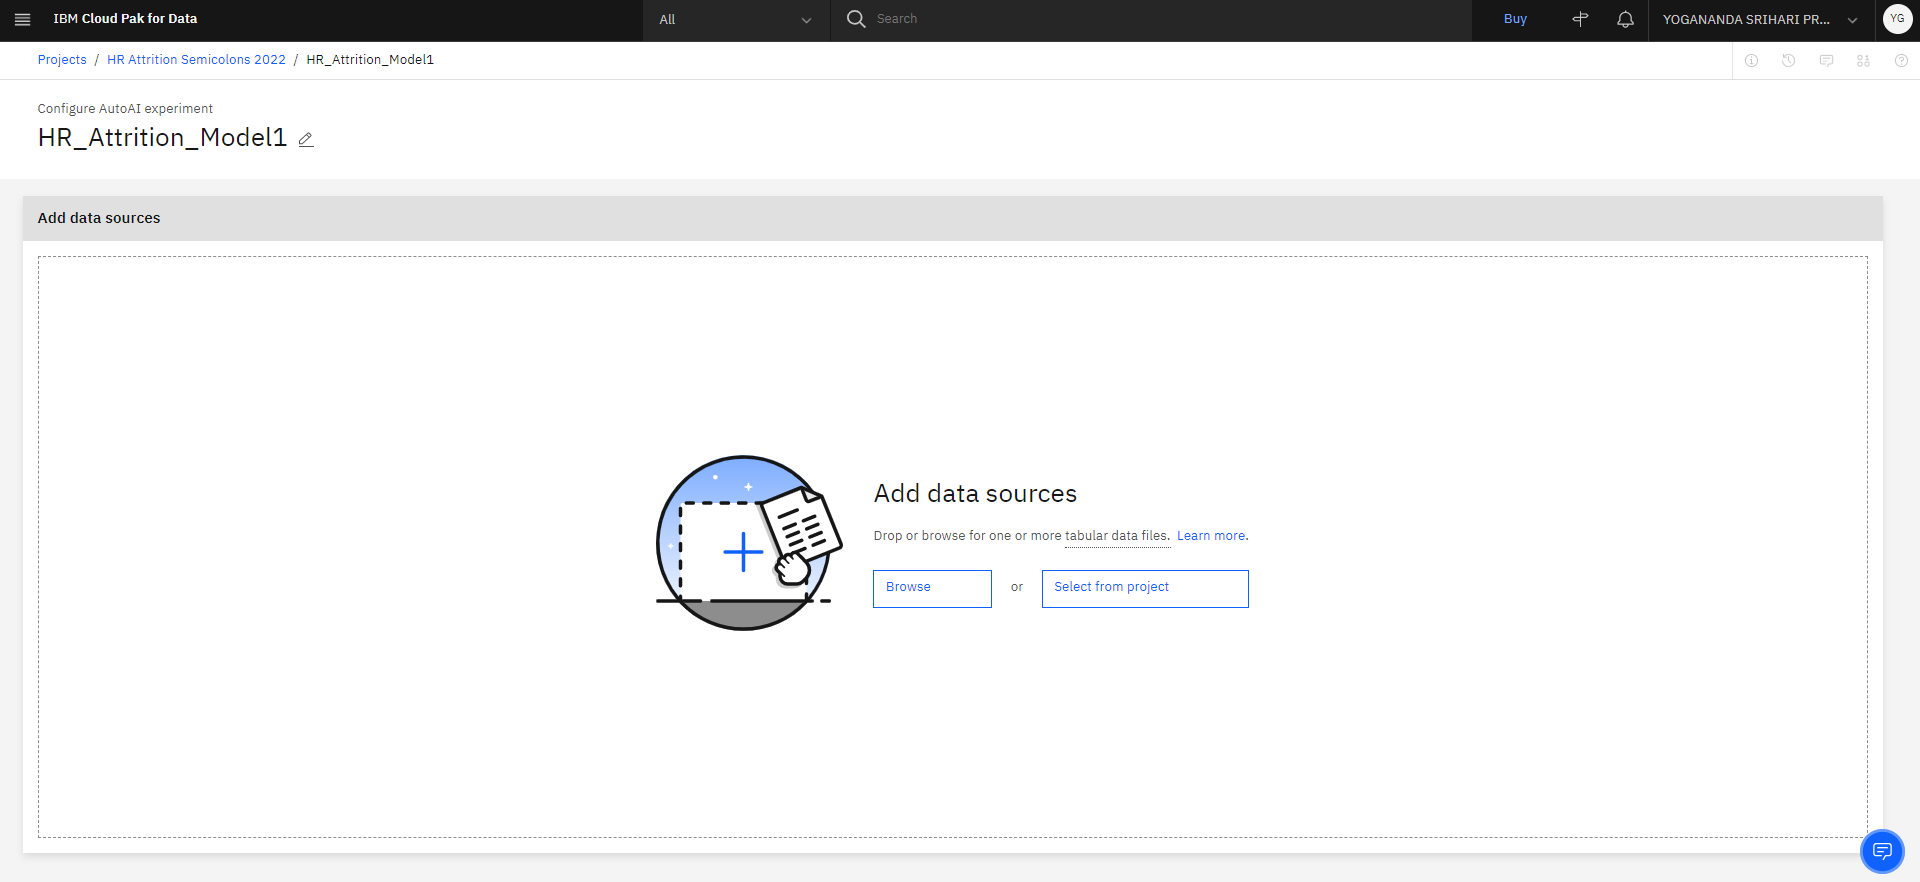 IBM Cloud Pak for Data
All
Search
Buy
YOGANANDA SRIHARI PR...
YG
Projects / HR Attrition Semicolons 2022 / HR_Attrition_Model1
Configure AutoAI experiment
HR_Attrition_Model1
Add data sources
Add data sources
Drop or browse for one or more tabular data files. Learn more.
Browse or Select from project